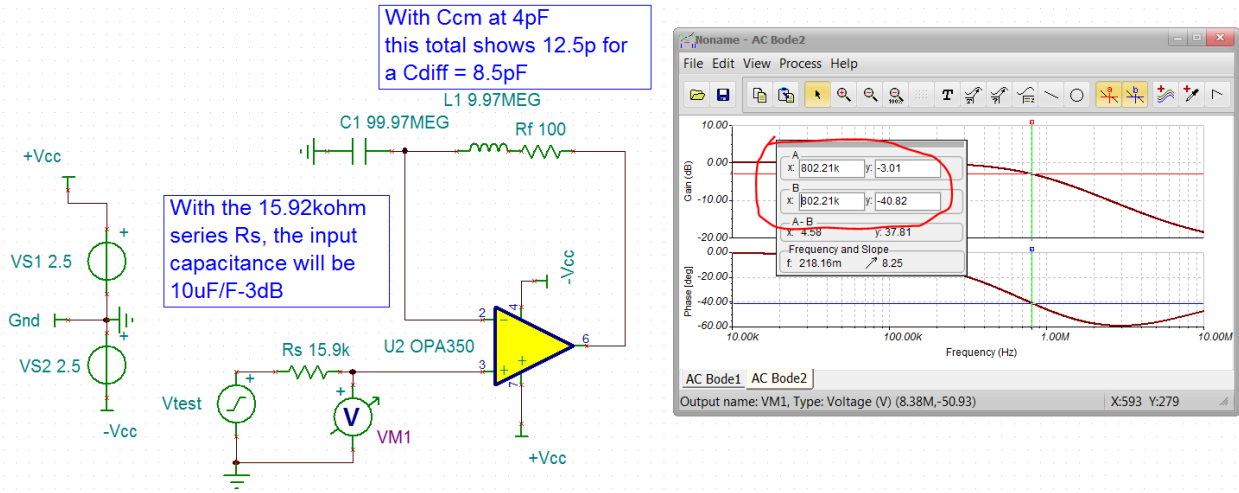 With Ccm at 4pF
this total shows 12.5p for
a Cdiff = 8.5pF
L1 9.97MEG
C1 99.97MEG
Rf 100
+Vcc
With the 15.92kohm
series Rs, the input
capacitance will be
10uF/F-3dB
VS1 2.5
+
Gnd
+
VS2 2.5
-Vcc
-Vcc
2
4
6
3
7
U2 OPA350
Rs 15.9k
+
Vtest
+
V
VM1
+Vcc
Noname - AC Bode2
File Edit View Process Help
T
a
b
10.00
0.00
-10.00
-20.00
Gain (dB)
A
x: 802.21k y: -3.01
B
x: 802.21k y: -40.82
A - B
x: 4.58 y: 37.81
Frequency and Slope
f: 218.16m 8.25
0.00
-20.00
-40.00
-60.00
Phase [deg]
10.00k 100.00k 1.00M 10.00M
Frequency (Hz)
AC Bode1 AC Bode2
Output name: VM1, Type: Voltage (V) (8.38M,-50.93) X:593 Y:279